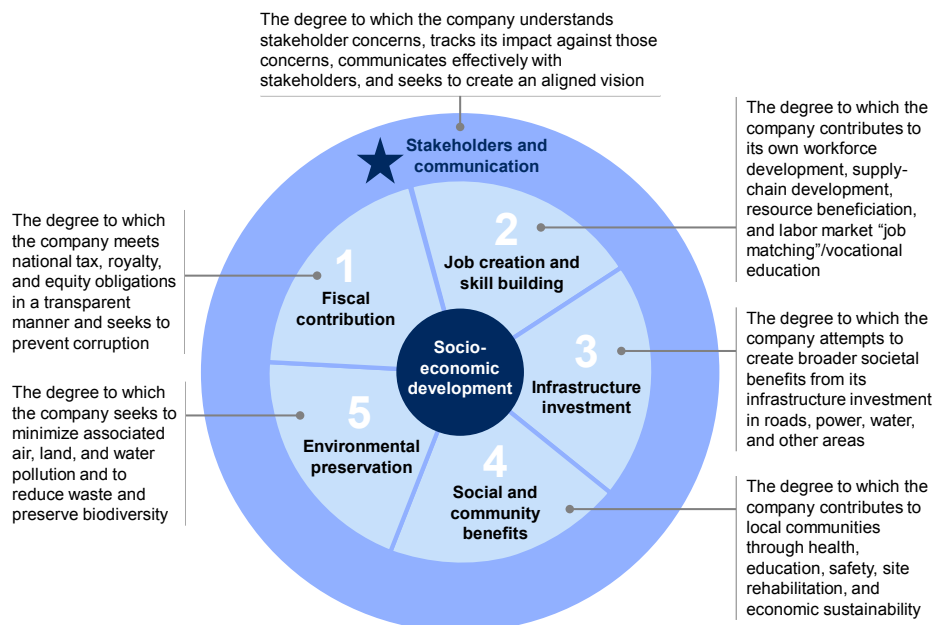 The degree to which the company understands
stakeholder concerns, tracks its impact against those
concerns, communicates effectively with
stakeholders, and seeks to create an aligned vision
Stakeholders and
communication
The degree to which
the company meets
national tax, royalty,
and equity obligations
in a transparent
manner and seeks to
prevent corruption
1
Fiscal
contribution
2
Job creation and
skill building
The degree to which the
company contributes to
its own workforce
development, supply-
chain development,
resource beneficiation,
and labor market “job
matching”/vocational
education
Socio-
economic
development
3
Infrastructure
investment
The degree to which the
company attempts to
create broader societal
benefits from its
infrastructure investment
in roads, power, water,
and other areas
The degree to which
the company seeks to
minimize associated
air, land, and water
pollution and to
reduce waste and
preserve biodiversity
5
Environmental
preservation
4
Social and
community
benefits
The degree to which the
company contributes to
local communities
through health,
education, safety, site
rehabilitation, and
economic sustainability